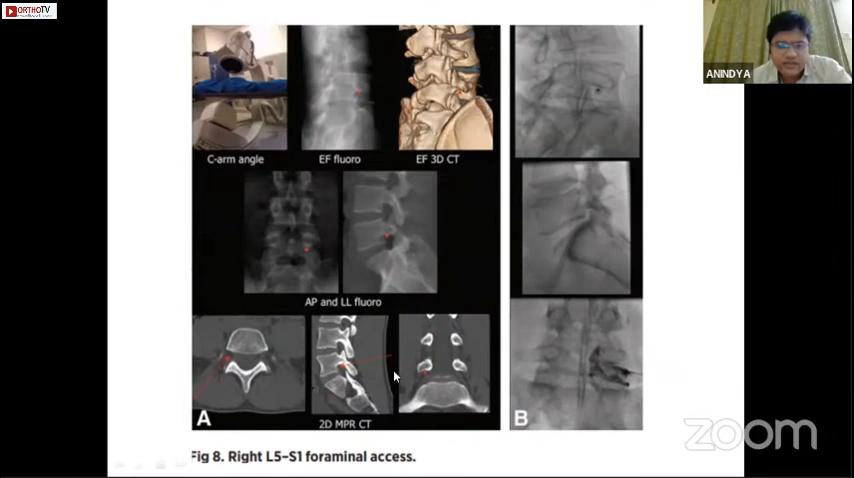 ORTHOTV
ANINDYA
C-arm angle
EF fluoro
EF 3D CT
AP and LL fluoro
A
2D MPR CT
B
zoom
Fig 8. Right L5–S1 foraminal access.